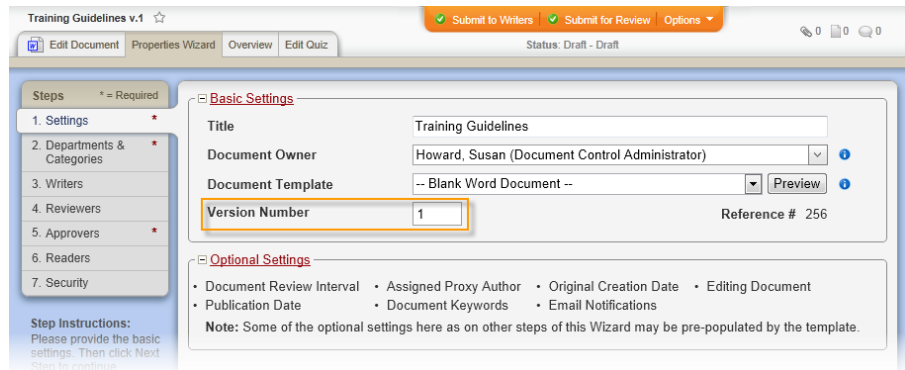 Training Guidelines v.1
Submit to Writers Submit for Review Options
Edit Document Properties Wizard Overview Edit Quiz
Status: Draft - Draft
0 0 0
Steps * = Required
1. Settings *
2. Departments & *
Categories
3. Writers
4. Reviewers
5. Approvers *
6. Readers
7. Security
Step Instructions:
Please provide the basic
settings. Then click Next
Step to continue
Basic Settings
Title Training Guidelines
Document Owner Howard, Susan (Document Control Administrator)
Document Template -- Blank Word Document -- Preview
Version Number 1 Reference # 256
Optional Settings
• Document Review Interval • Assigned Proxy Author • Original Creation Date • Editing Document
• Publication Date • Document Keywords • Email Notifications
Note: Some of the optional settings here as on other steps of this Wizard may be pre-populated by the template.